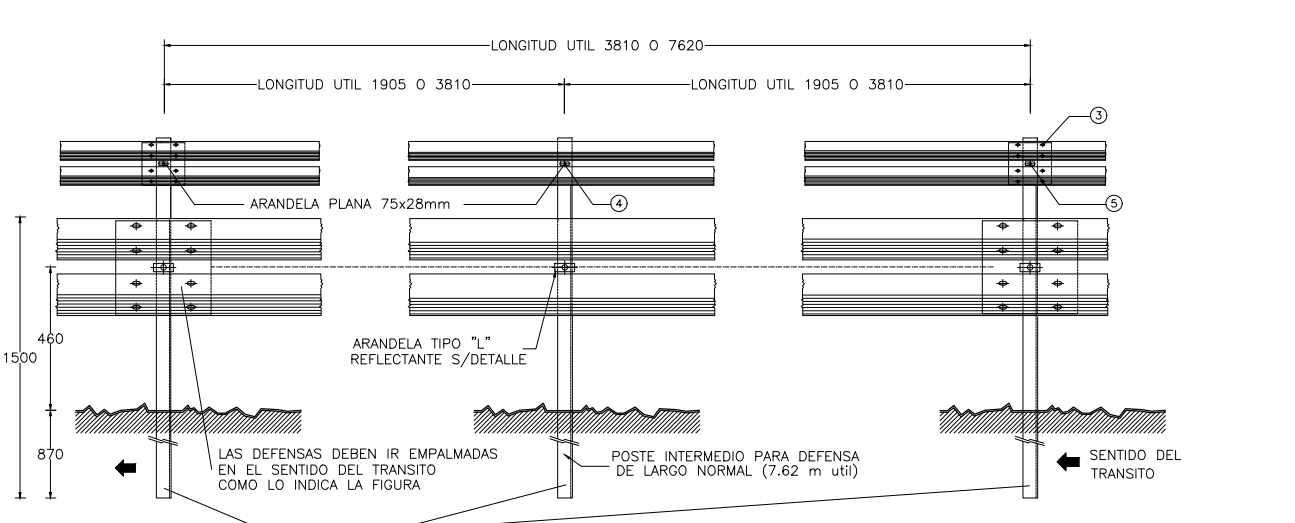 LONGITUD UTIL 3810 O 7620
LONGITUD UTIL 1905 O 3810
LONGITUD UTIL 1905 O 3810
3
ARANDELA PLANA 75x28mm
4
5
460
1500
ARANDELA TIPO "L"
REFLECTANTE S/DETALLE
870
LAS DEFENSAS DEBEN IR EMPALMADAS
EN EL SENTIDO DEL TRANSITO
COMO LO INDICA LA FIGURA
POSTE INTERMEDIO PARA DEFENSA
DE LARGO NORMAL (7.62 m util)
SENTIDO DEL
TRANSITO